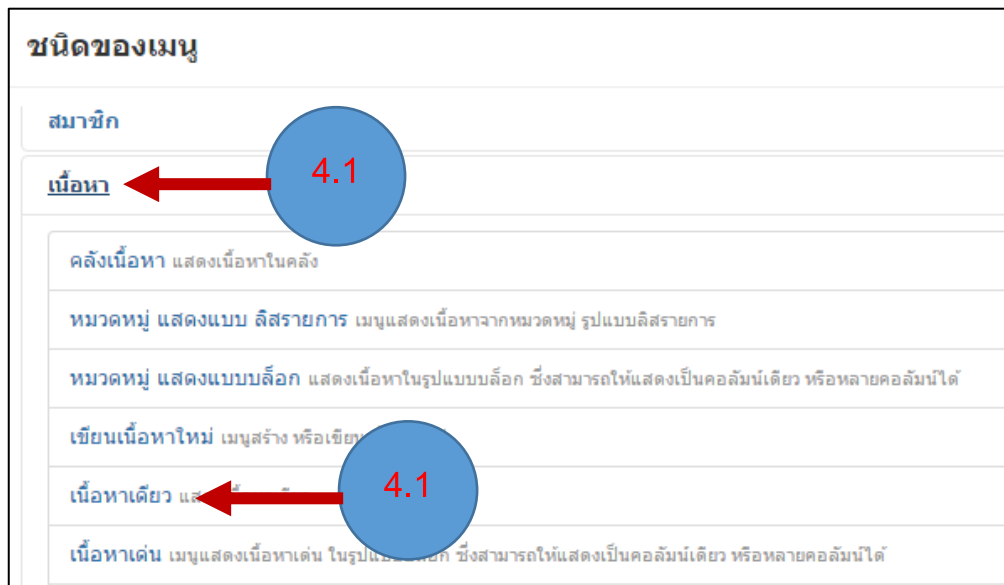 ชนิดของเมนู
สมาชิก
เนื้อหา 4.1
คลังเนื้อหา แสดงเนื้อหาในคลัง
หมวดหมู่ แสดงแบบ ลิสรายการ เมนูแสดงเนื้อหาจากหมวดหมู่ รูปแบบลิสรายการ
หมวดหมู่ แสดงแบบบล็อก แสดงเนื้อหาในรูปแบบบล็อก ซึ่งสามารถให้แสดงเป็นคอลัมน์เดียว หรือหลายคอลัมน์ได้
เขียนเนื้อหาใหม่ เมนูสร้าง หรือเขียน
เนื้อหาเดียว 4.1
เนื้อหาเด่น เมนูแสดงเนื้อหาเด่น ในรูปแบบบล็อก ซึ่งสามารถให้แสดงเป็นคอลัมน์เดียว หรือหลายคอลัมน์ได้